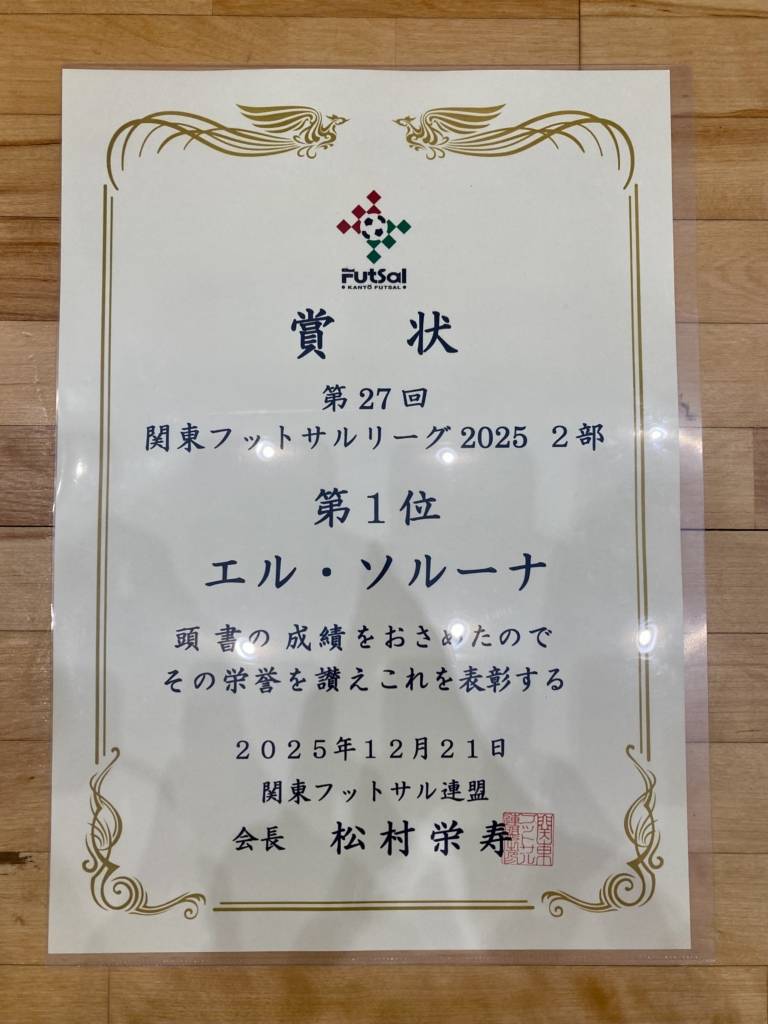 Futsal
KANTŌ FUTSAL
賞 状
第27回
関東フットサルリーグ2025 2部
第1位
エル・ソルーナ
頭書の成績をおさめたので
その栄誉を讃えこれを表彰する
2025年12月21日
関東フットサル連盟
会長 松村栄寿